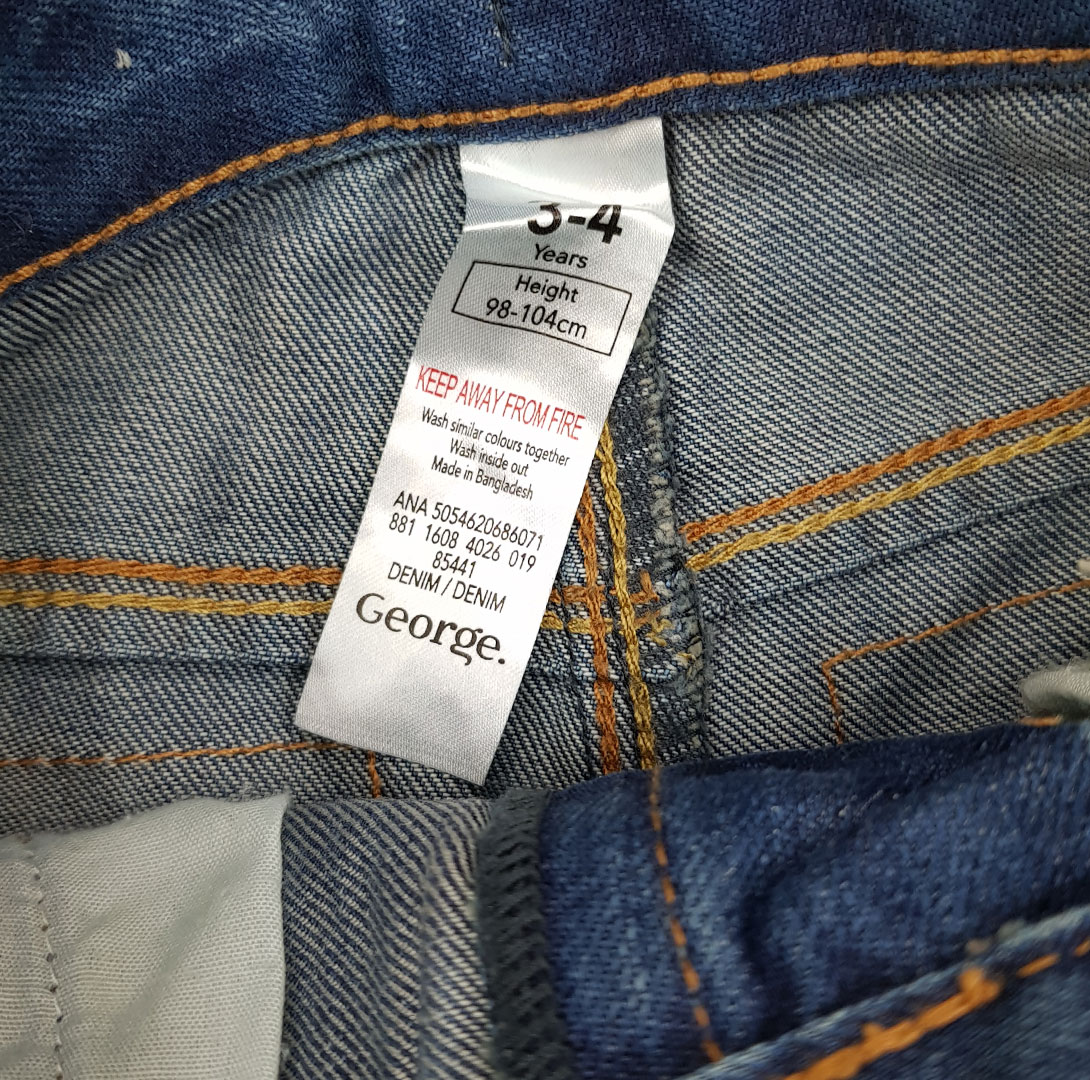 3-4
Years
Height
98-104cm
KEEP AWAY FROM FIRE
Wash similar colours together
Wash inside out
Made in Bangladesh
ANA 5054620686071
881 1608 4026 019
85441
DENIM / DENIM
George.